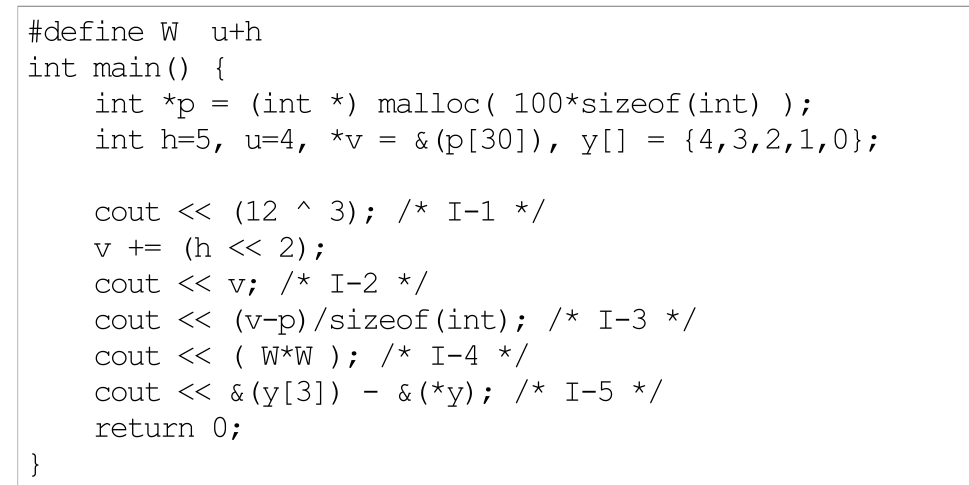 #define W  u+h
int main() {
    int *p = (int *) malloc( 100*sizeof(int) );
    int h=5, u=4, *v = &(p[30]), y[] = {4,3,2,1,0};

    cout << (12 ^ 3); /* I-1 */
    v += (h << 2);
    cout << v; /* I-2 */
    cout << (v-p)/sizeof(int); /* I-3 */
    cout << ( W*W ); /* I-4 */
    cout << &(y[3]) - &(*y); /* I-5 */
    return 0;
}